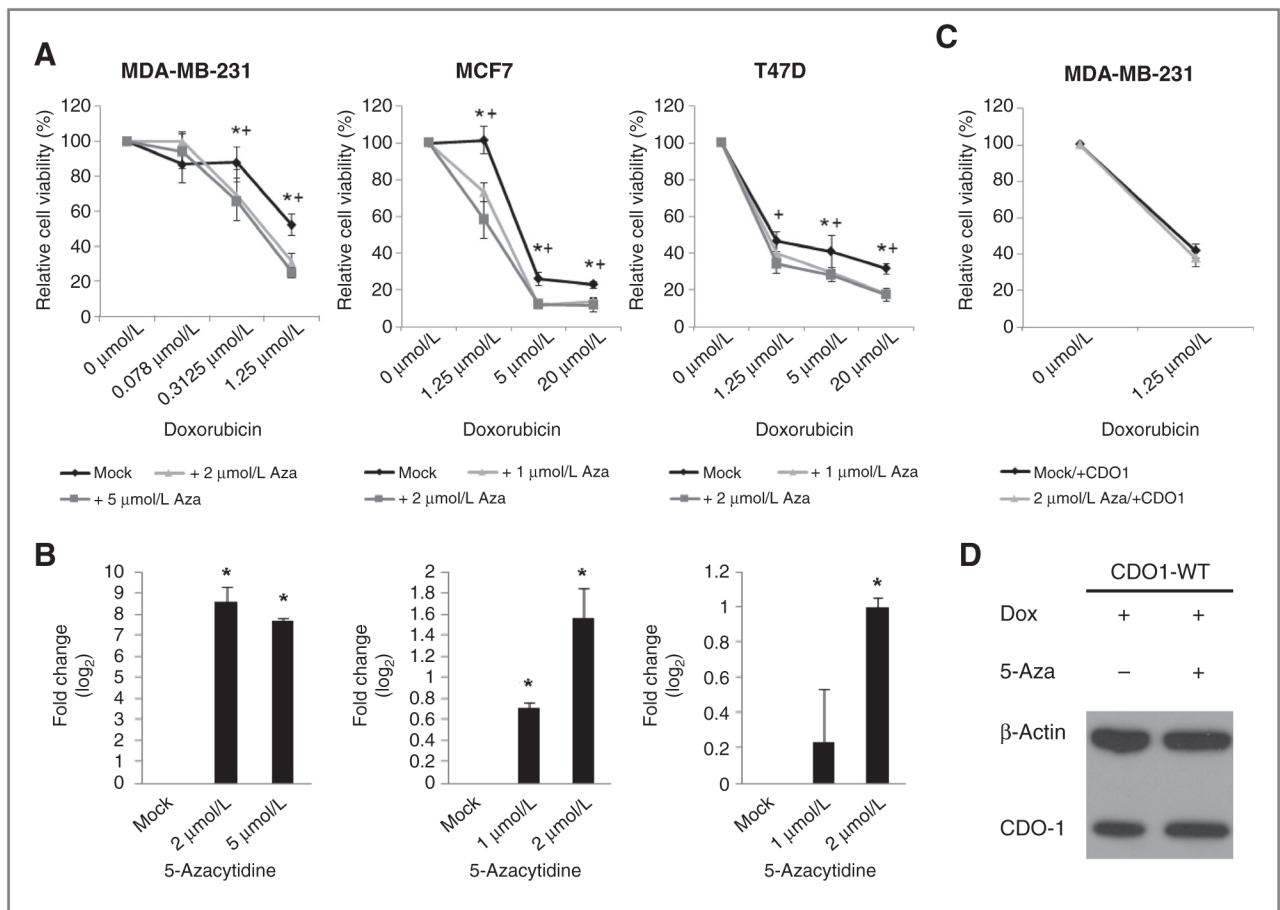 A
C
MDA-MB-231
MCF7
T47D
MDA-MB-231
Relative cell viability (%)
120
100
80
60
40
20
0
*+
*+
0 μmol/L
0.078 μmol/L
0.3125 μmol/L
1.25 μmol/L
Doxorubicin
Mock
+ 2 μmol/L Aza
+ 5 μmol/L Aza
Relative cell viability (%)
120
100
80
60
40
20
0
*+
*+
*+
0 μmol/L
1.25 μmol/L
5 μmol/L
20 μmol/L
Doxorubicin
Mock
+ 1 μmol/L Aza
+ 2 μmol/L Aza
Relative cell viability (%)
120
100
80
60
40
20
0
+
*+
*+
0 μmol/L
1.25 μmol/L
5 μmol/L
20 μmol/L
Doxorubicin
Mock
+ 1 μmol/L Aza
+ 2 μmol/L Aza
Relative cell viability (%)
120
100
80
60
40
20
0
0 μmol/L
1.25 μmol/L
Doxorubicin
Mock/+CDO1
2 μmol/L Aza/+CDO1
B
Fold change
(log2)
10
9
8
7
6
5
4
3
2
1
0
*
*
Mock
2 μmol/L
5 μmol/L
5-Azacytidine
Fold change
(log2)
2
1.8
1.6
1.4
1.2
1
0.8
0.6
0.4
0.2
0
*
*
Mock
1 μmol/L
2 μmol/L
5-Azacytidine
Fold change
(log2)
1.2
1
0.8
0.6
0.4
0.2
0
*
Mock
1 μmol/L
2 μmol/L
5-Azacytidine
D
CDO1-WT
Dox + +
5-Aza – +
β-Actin
CDO-1